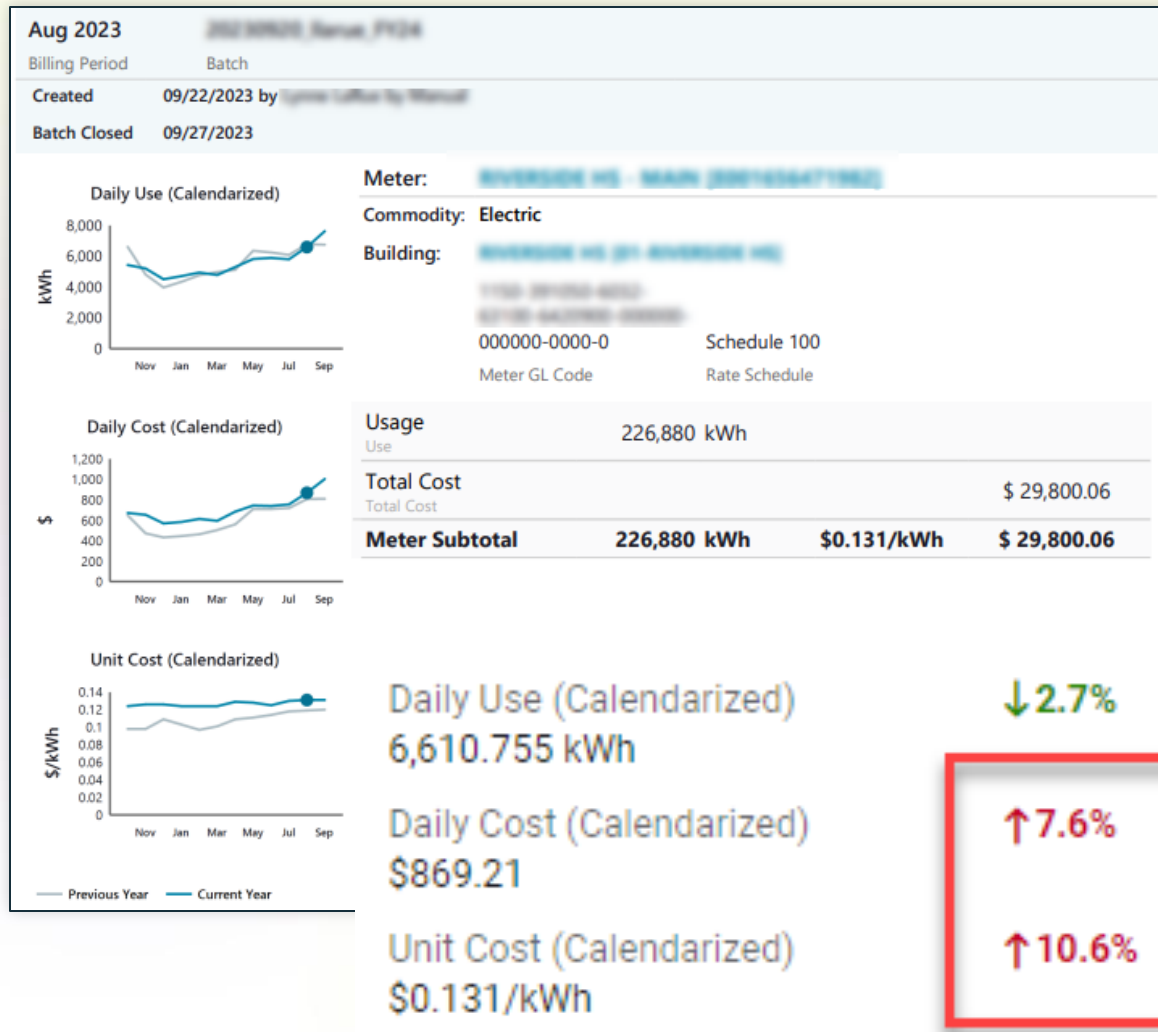 Aug 2023
Billing Period Batch
Created 09/22/2023 by
Batch Closed 09/27/2023
Daily Use (Calendarized)
8,000
6,000
4,000
2,000
0
kWh
Nov Jan Mar May Jul Sep
Daily Cost (Calendarized)
1,200
1,000
800
600
400
200
0
$
Nov Jan Mar May Jul Sep
Unit Cost (Calendarized)
0.14
0.12
0.1
0.08
0.06
0.04
0.02
0
$/kWh
Nov Jan Mar May Jul Sep
Previous Year Current Year
Meter:
Commodity: Electric
Building:
000000-0000-0 Schedule 100
Meter GL Code Rate Schedule
Usage 226,880 kWh
Use
Total Cost $ 29,800.06
Total Cost
Meter Subtotal 226,880 kWh $0.131/kWh $ 29,800.06
Daily Use (Calendarized) ↓2.7%
6,610.755 kWh
Daily Cost (Calendarized) ↑7.6%
$869.21
Unit Cost (Calendarized) ↑10.6%
$0.131/kWh